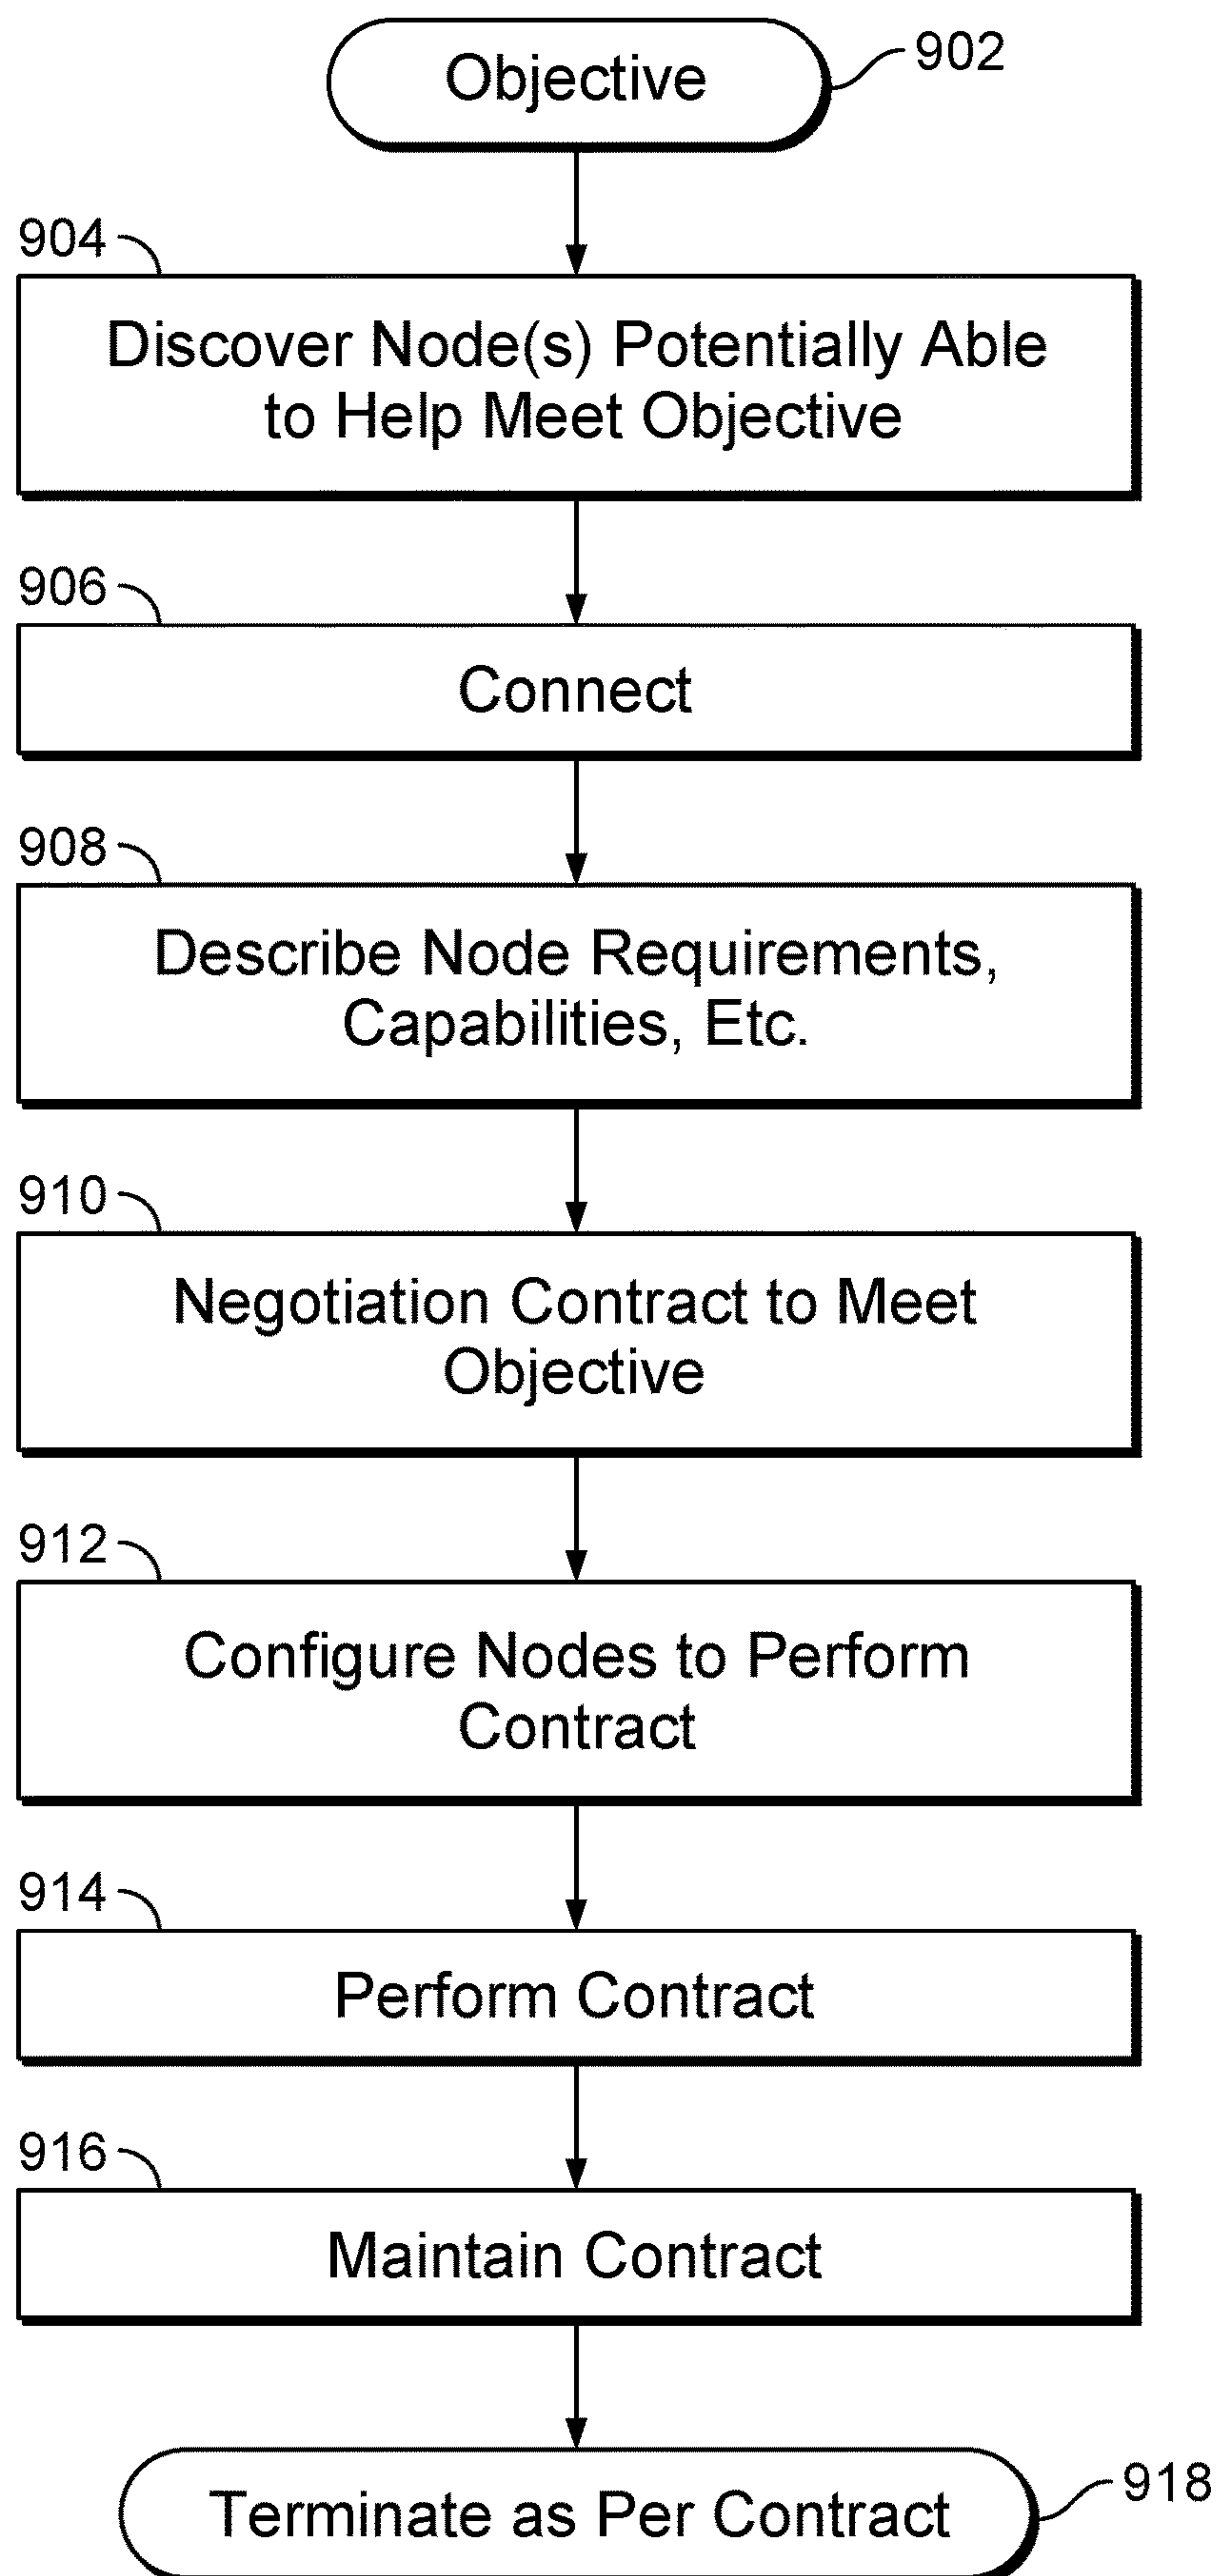 Objective
902
904
Discover Node(s) Potentially Able
to Help Meet Objective
906
Connect
908
Describe Node Requirements,
Capabilities, Etc.
910
Negotiation Contract to Meet
Objective
912
Configure Nodes to Perform
Contract
914
Perform Contract
916
Maintain Contract
918
Terminate as Per Contract